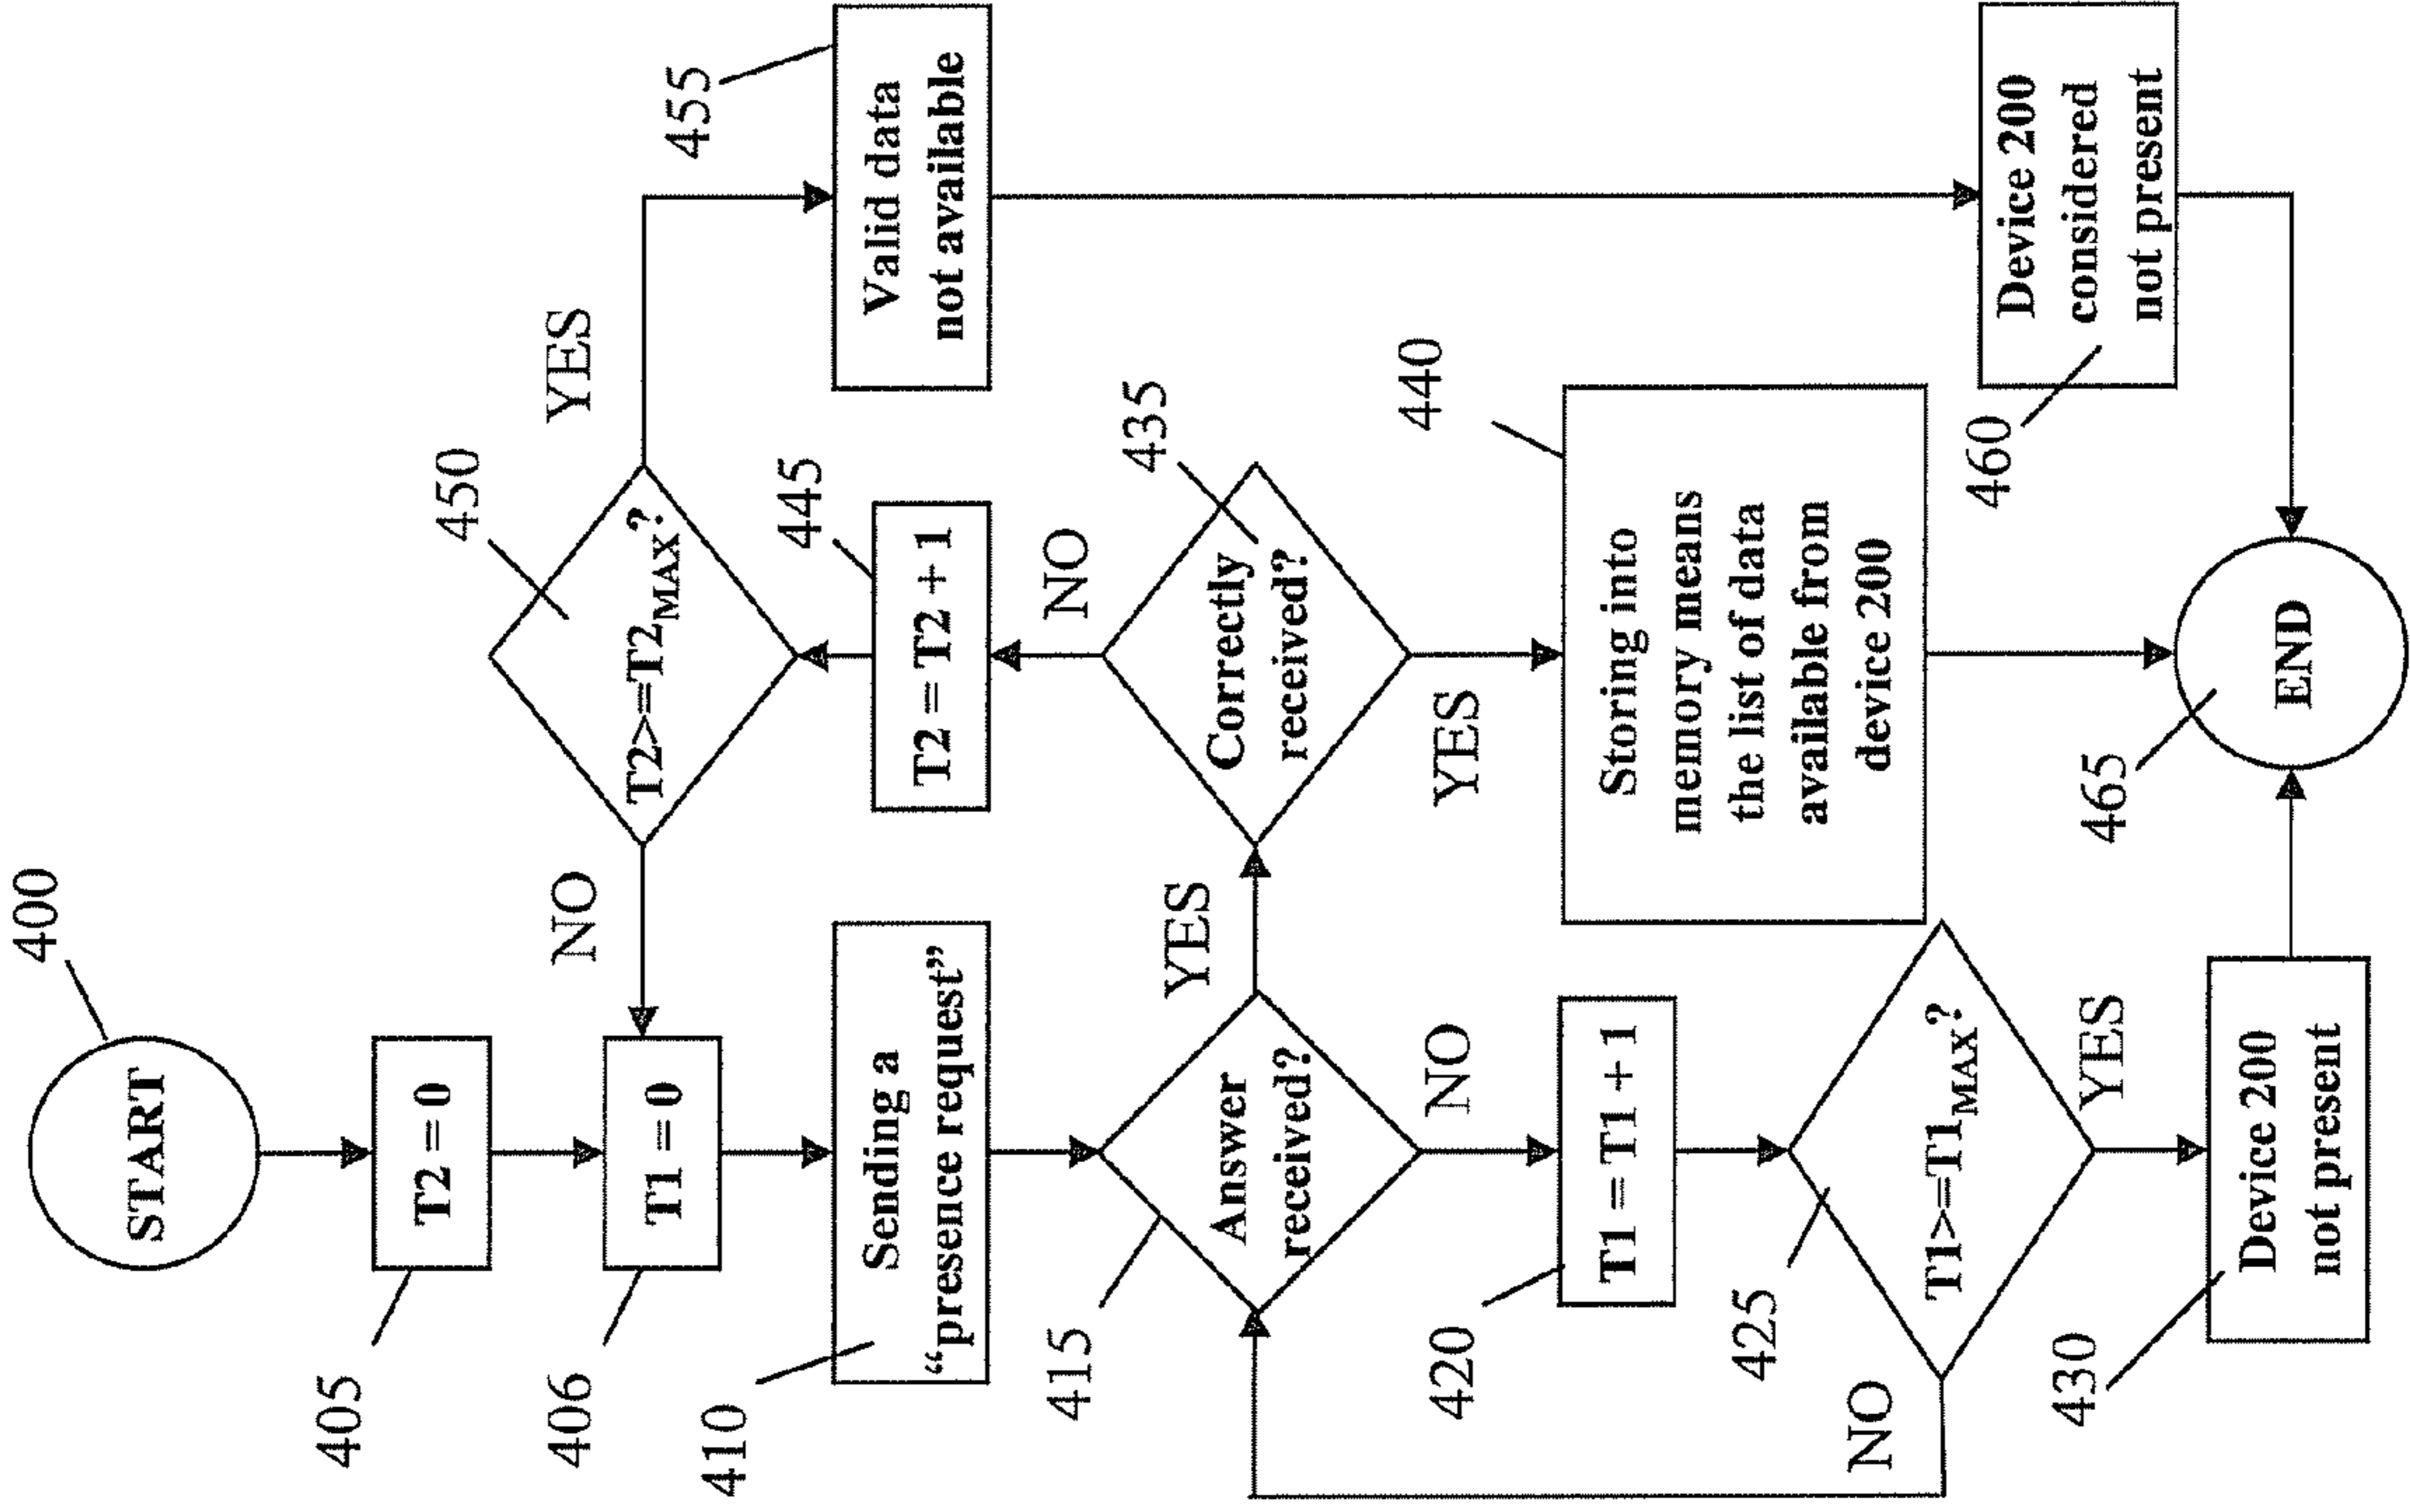 400
START
405
T2 = 0
406
T1 = 0
410
Sending a
“presence request”
415
Answer
received?
YES
NO
420
T1 = T1 + 1
425
T1>=T1MAX?
NO
YES
430
Device 200
not present
435
Correctly
received?
NO
YES
440
Storing into
memory means
the list of data
available from
device 200
445
T2 = T2 + 1
450
T2>=T2MAX?
NO
YES
455
Valid data
not available
460
Device 200
considered
not present
465
END